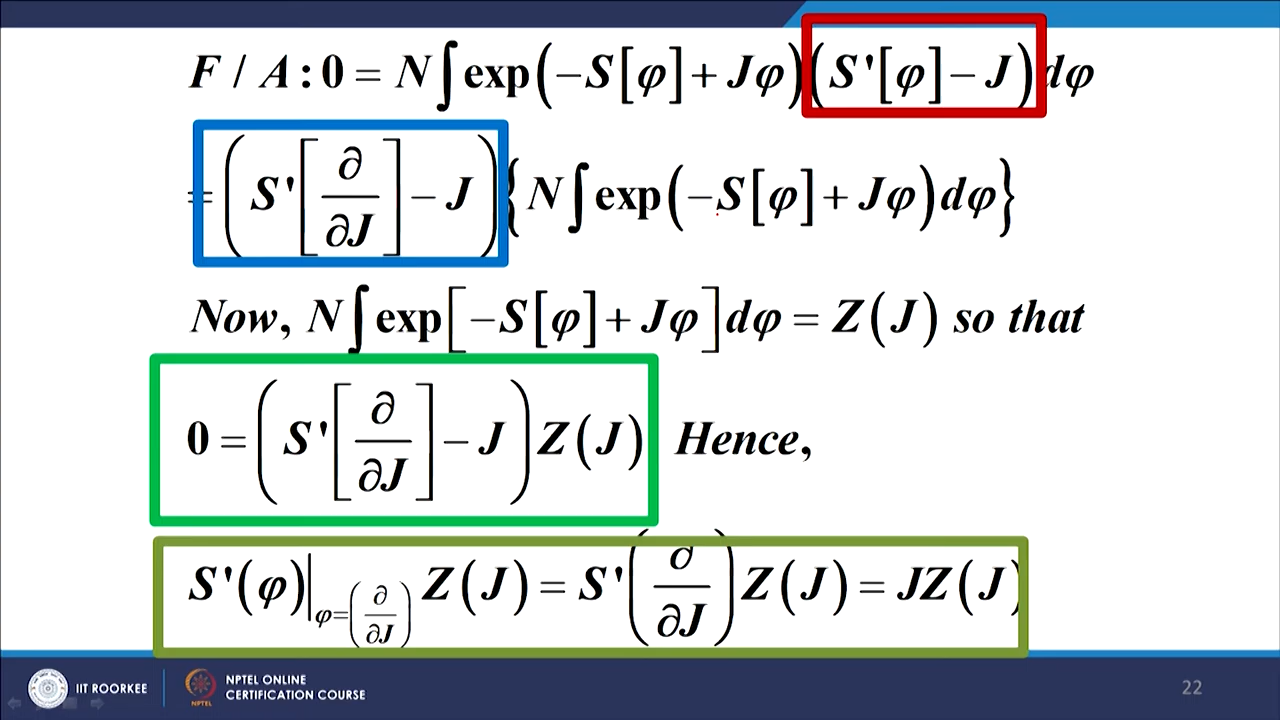 F / A : 0 = N ∫ exp(−S[φ] + Jφ)(S'[φ] − J) dφ
= (S'[∂/∂J] − J){N ∫ exp(−S[φ] + Jφ) dφ}
Now, N ∫ exp[−S[φ] + Jφ] dφ = Z(J) so that
0 = (S'[∂/∂J] − J) Z(J) Hence,
S'(φ)|φ=(∂/∂J) Z(J) = S'(∂/∂J) Z(J) = JZ(J)
IIT ROORKEE
NPTEL
NPTEL ONLINE
CERTIFICATION COURSE
22